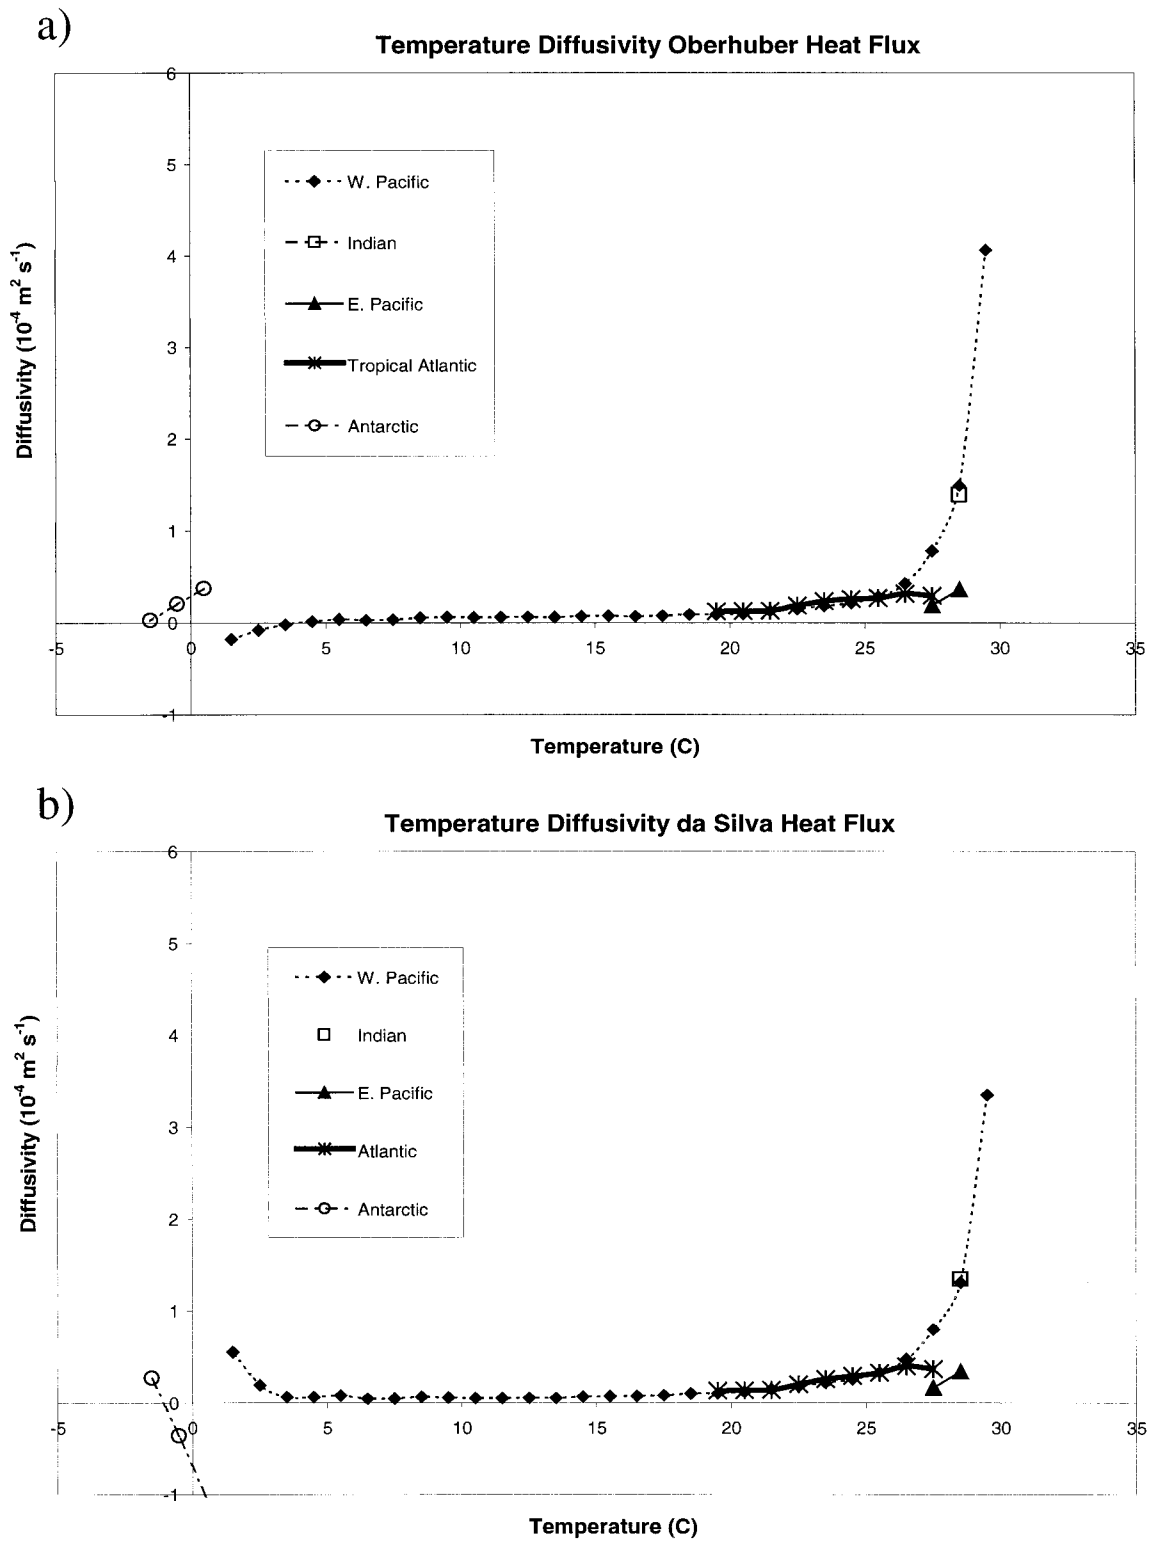 a)
Temperature Diffusivity Oberhuber Heat Flux
6
5
4
3
2
1
0
-1
Diffusivity (10⁻⁴ m² s⁻¹)
W. Pacific
Indian
E. Pacific
Tropical Atlantic
Antarctic
-5 0 5 10 15 20 25 30 35
Temperature (C)
b)
Temperature Diffusivity da Silva Heat Flux
6
5
4
3
2
1
0
-1
Diffusivity (10⁻⁴ m² s⁻¹)
W. Pacific
Indian
E. Pacific
Atlantic
Antarctic
-5 0 5 10 15 20 25 30 35
Temperature (C)